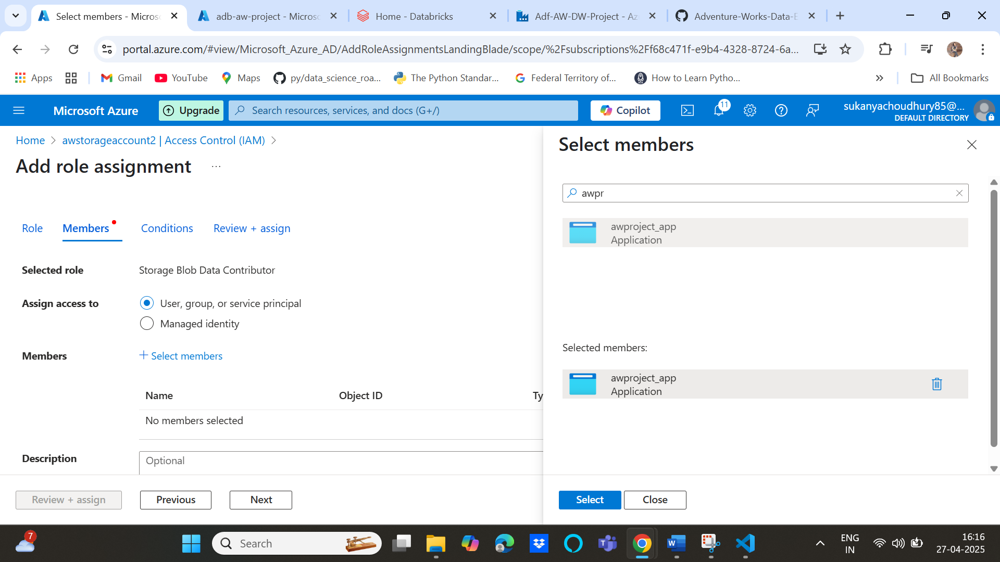 Select members - Micros
adb-aw-project - Micros
Home - Databricks
Adf-AW-DW-Project - Az
Adventure-Works-Data-E
portal.azure.com/#view/Microsoft_Azure_AD/AddRoleAssignmentsLandingBlade/scope/%2Fsubscriptions%2Ff68c471f-e9b4-4328-8724-6a...
Apps
Gmail
YouTube
Maps
py/data_science_roa...
The Python Standar...
Federal Territory of...
How to Learn Pytho...
All Bookmarks
Microsoft Azure
Upgrade
Search resources, services, and docs (G+/)
Copilot
11
sukanyachoudhury85@...
DEFAULT DIRECTORY
Home > awstorageaccount2 | Access Control (IAM) >
Add role assignment ...
Role
Members
Conditions
Review + assign
Selected role
Storage Blob Data Contributor
Assign access to
User, group, or service principal
Managed identity
Members
+ Select members
Name
Object ID
Ty
No members selected
Description
Optional
Review + assign
Previous
Next
Select members
awpr
awproject_app
Application
Selected members:
awproject_app
Application
Select
Close
7
Search
ENG
IN
16:16
27-04-2025